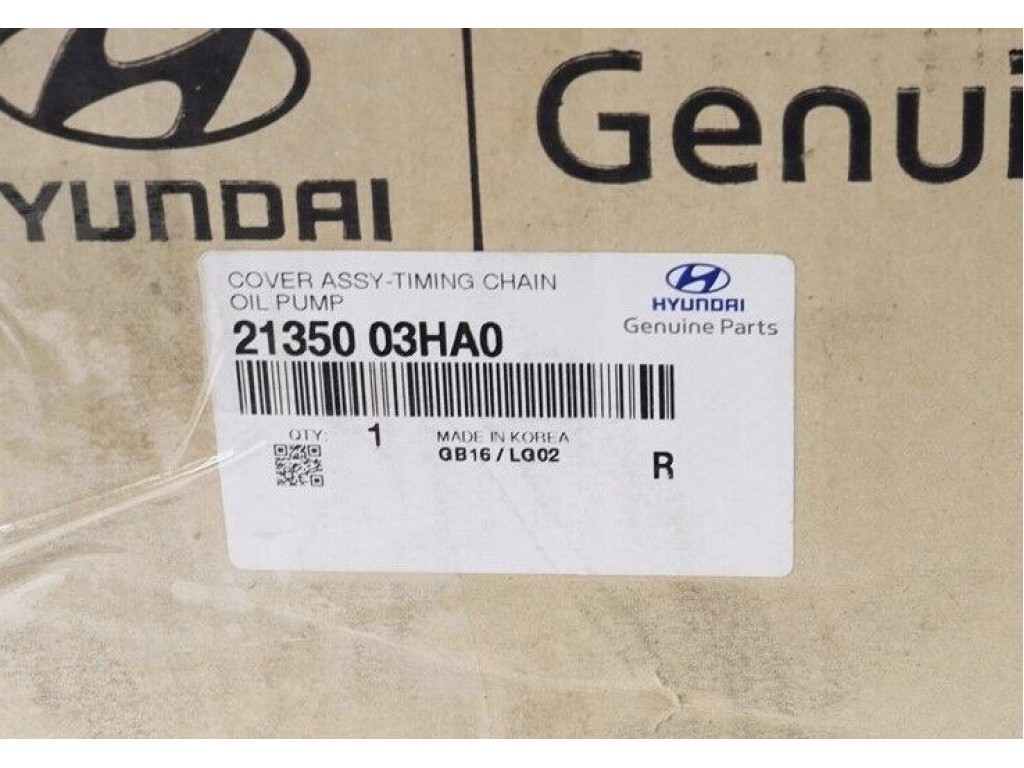 HYUNDAI
Genui
COVER ASSY-TIMING CHAIN
OIL PUMP
21350 03HA0
HYUNDAI
Genuine Parts
QTY: 1 MADE IN KOREA
GB16 / LG02
R